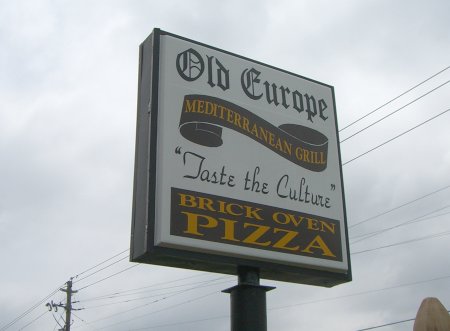 Old Europe
MEDITERRANEAN GRILL
"Taste the Culture"
BRICK OVEN
PIZZA